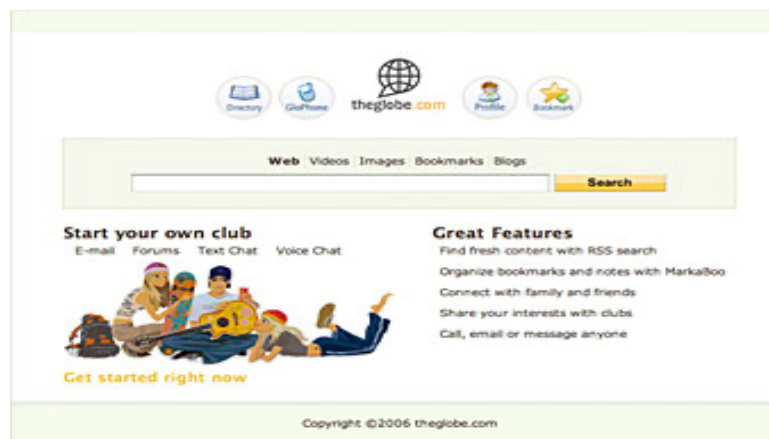 Directory GloPhone theglobe.com Profile Bookmark
Web Videos Images Bookmarks Blogs
Search
Start your own club
E-mail Forums Text Chat Voice Chat
Get started right now
Great Features
Find fresh content with RSS search
Organize bookmarks and notes with MarkaBoo
Connect with family and friends
Share your interests with clubs
Call, email or message anyone
Copyright ©2006 theglobe.com